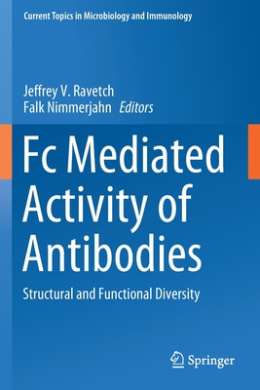 Current Topics in Microbiology and Immunology
Jeffrey V. Ravetch
Falk Nimmerjahn Editors
Fc Mediated
Activity of
Antibodies
Structural and Functional Diversity
Springer